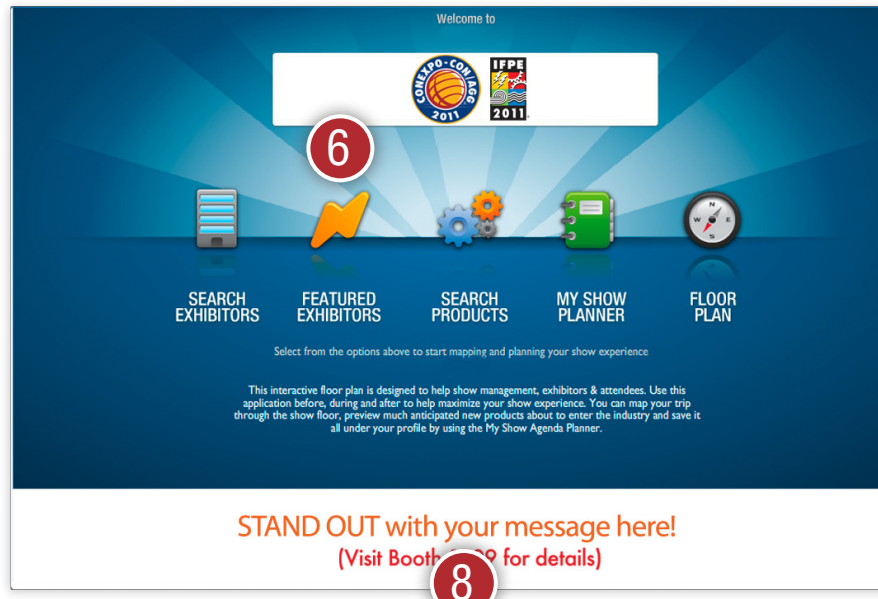 Welcome to
CONEXPO-CON/AGG
2011
IFPE
2011
6
N
W E
S
SEARCH
EXHIBITORS
FEATURED
EXHIBITORS
SEARCH
PRODUCTS
MY SHOW
PLANNER
FLOOR
PLAN
Select from the options above to start mapping and planning your show experience
This interactive floor plan is designed to help show management, exhibitors & attendees. Use this
application before, during and after to help maximize your show experience. You can map your trip
through the show floor, preview much anticipated new products about to enter the industry and save it
all under your profile by using the My Show Agenda Planner.
STAND OUT with your message here!
(Visit Booth for details)
8